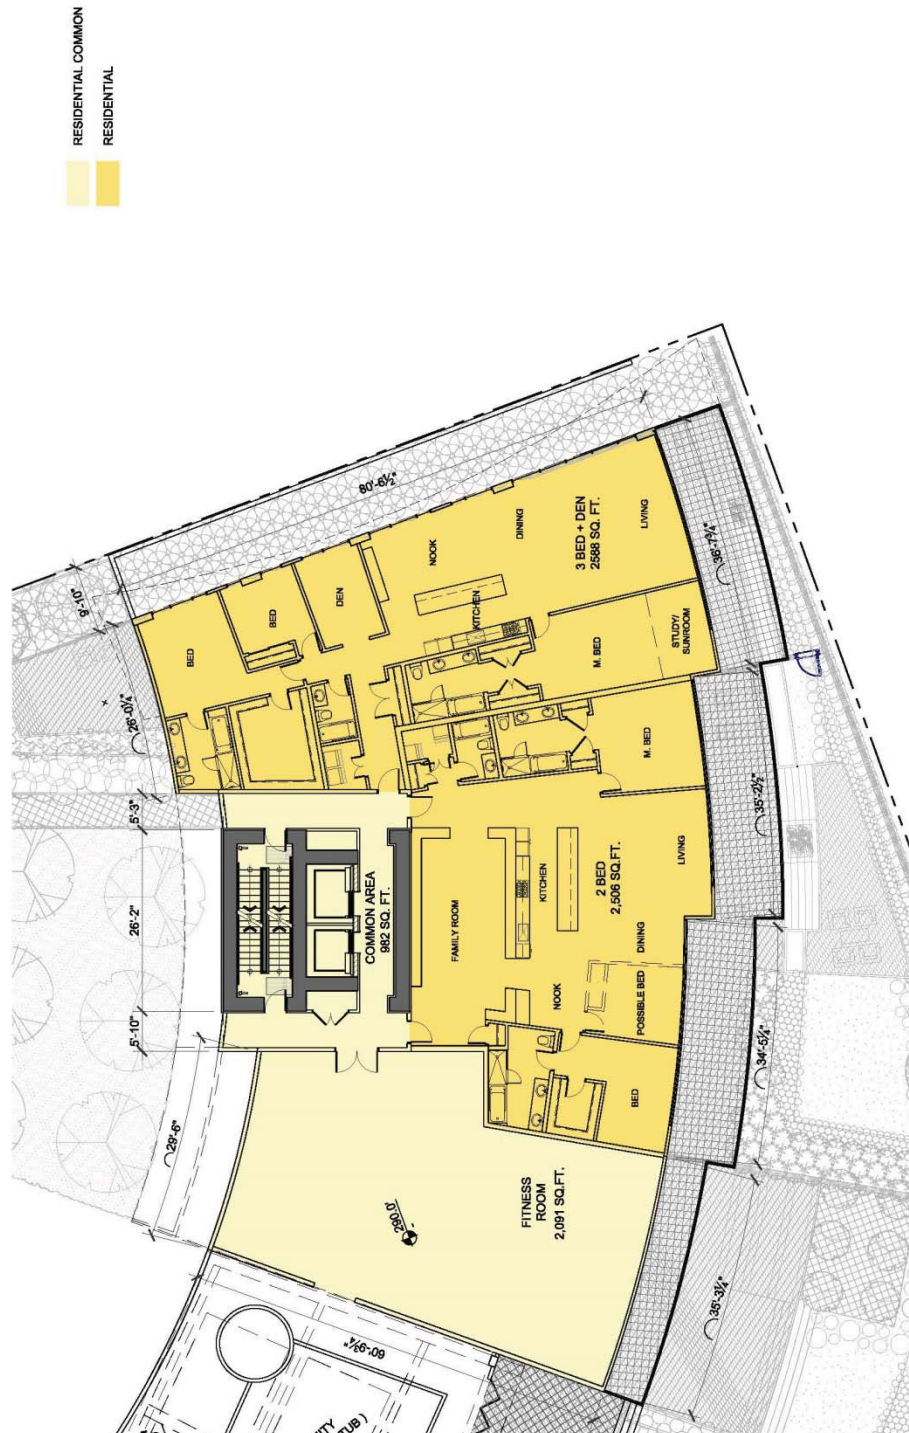 RESIDENTIAL COMMON
RESIDENTIAL
9'-10"
60'-6½"
26'-0¼"
5'-3"
26'-2"
5'-10"
29'-6"
BED
BED
DEN
NOOK
DINING
KITCHEN
3 BED + DEN
2588 SQ. FT.
LIVING
M. BED
STUDY/
SUNROOM
36'-7¾"
COMMON AREA
982 SQ. FT.
FAMILY ROOM
KITCHEN
M. BED
2 BED
2,506 SQ.FT.
LIVING
DINING
NOOK
POSSIBLE BED
BED
35'-2½"
34'-5¼"
290.0'
FITNESS
ROOM
2,091 SQ.FT.
35'-3¼"
60'-9¾"
TUB )